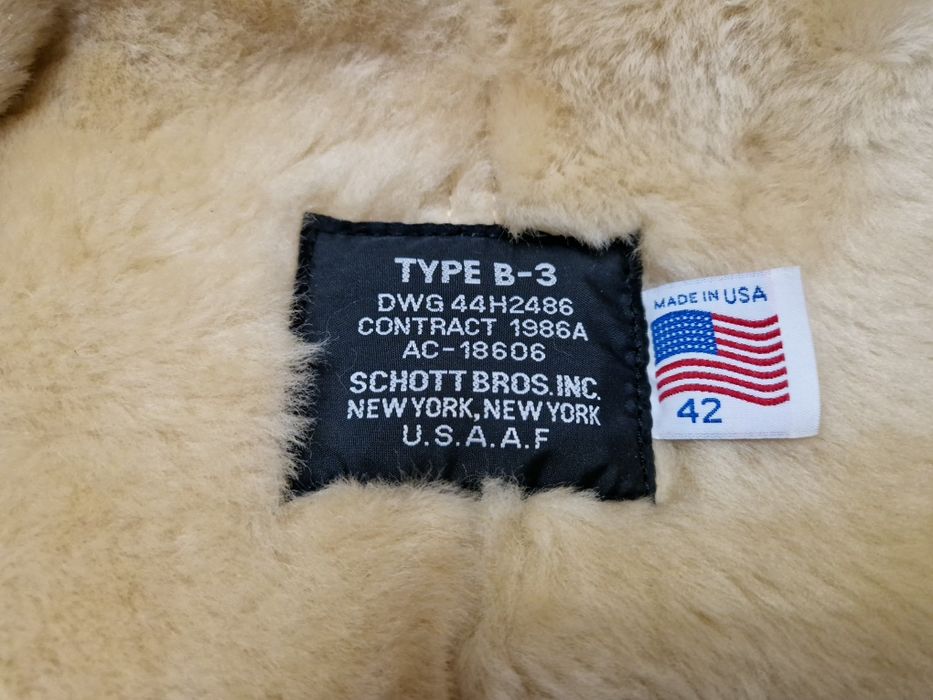 TYPE B-3
DWG 44H2486
CONTRACT 1986A
AC-18606
SCHOTT BROS.INC.
NEW YORK, NEW YORK
U.S.A.A.F
MADE IN USA
42